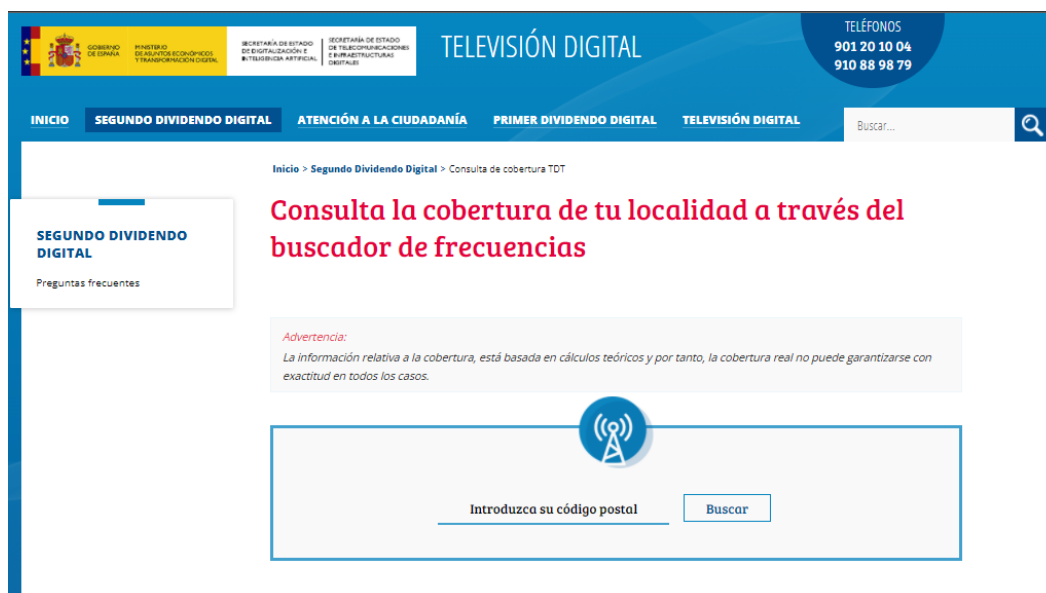 GOBIERNO
DE ESPAÑA
MINISTERIO
DE ASUNTOS ECONÓMICOS
Y TRANSFORMACIÓN DIGITAL
SECRETARÍA DE ESTADO
DE DIGITALIZACIÓN E
INTELIGENCIA ARTIFICIAL
SECRETARÍA DE ESTADO
DE TELECOMUNICACIONES
E INFRAESTRUCTURAS
DIGITALES
TELEVISIÓN DIGITAL
TELÉFONOS
901 20 10 04
910 88 98 79
INICIO SEGUNDO DIVIDENDO DIGITAL ATENCIÓN A LA CIUDADANÍA PRIMER DIVIDENDO DIGITAL TELEVISIÓN DIGITAL Buscar...
Inicio > Segundo Dividendo Digital > Consulta de cobertura TDT
SEGUNDO DIVIDENDO
DIGITAL
Preguntas frecuentes
Consulta la cobertura de tu localidad a través del
buscador de frecuencias
Advertencia:
La información relativa a la cobertura, está basada en cálculos teóricos y por tanto, la cobertura real no puede garantizarse con
exactitud en todos los casos.
Introduzca su código postal Buscar